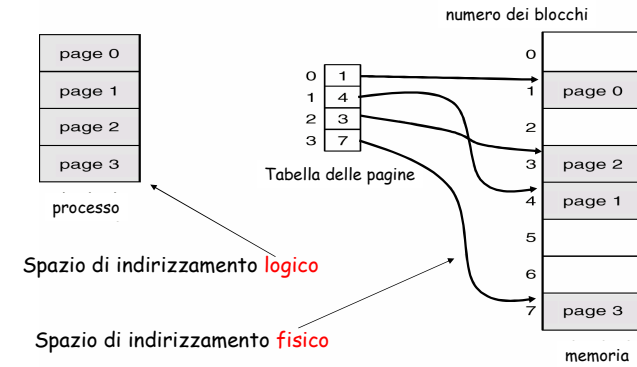 numero dei blocchi
page 0
page 1
page 2
page 3
processo
0 1
1 4
2 3
3 7
Tabella delle pagine
0
1 page 0
2
3 page 2
4 page 1
5
6
7 page 3
memoria
Spazio di indirizzamento logico
Spazio di indirizzamento fisico